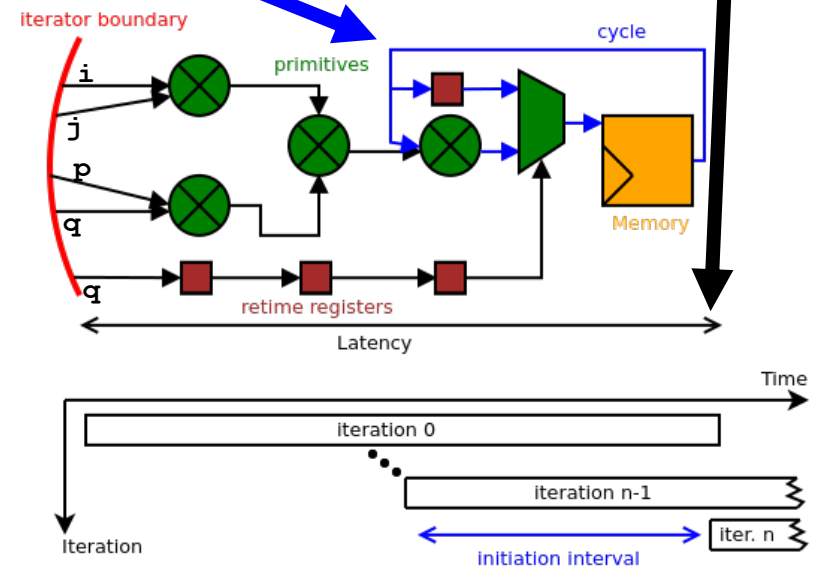 iterator boundary
cycle
primitives
i
j
p
q
q
Memory
retime registers
Latency
Time
iteration 0
iteration n-1
iter. n
Iteration
initiation interval